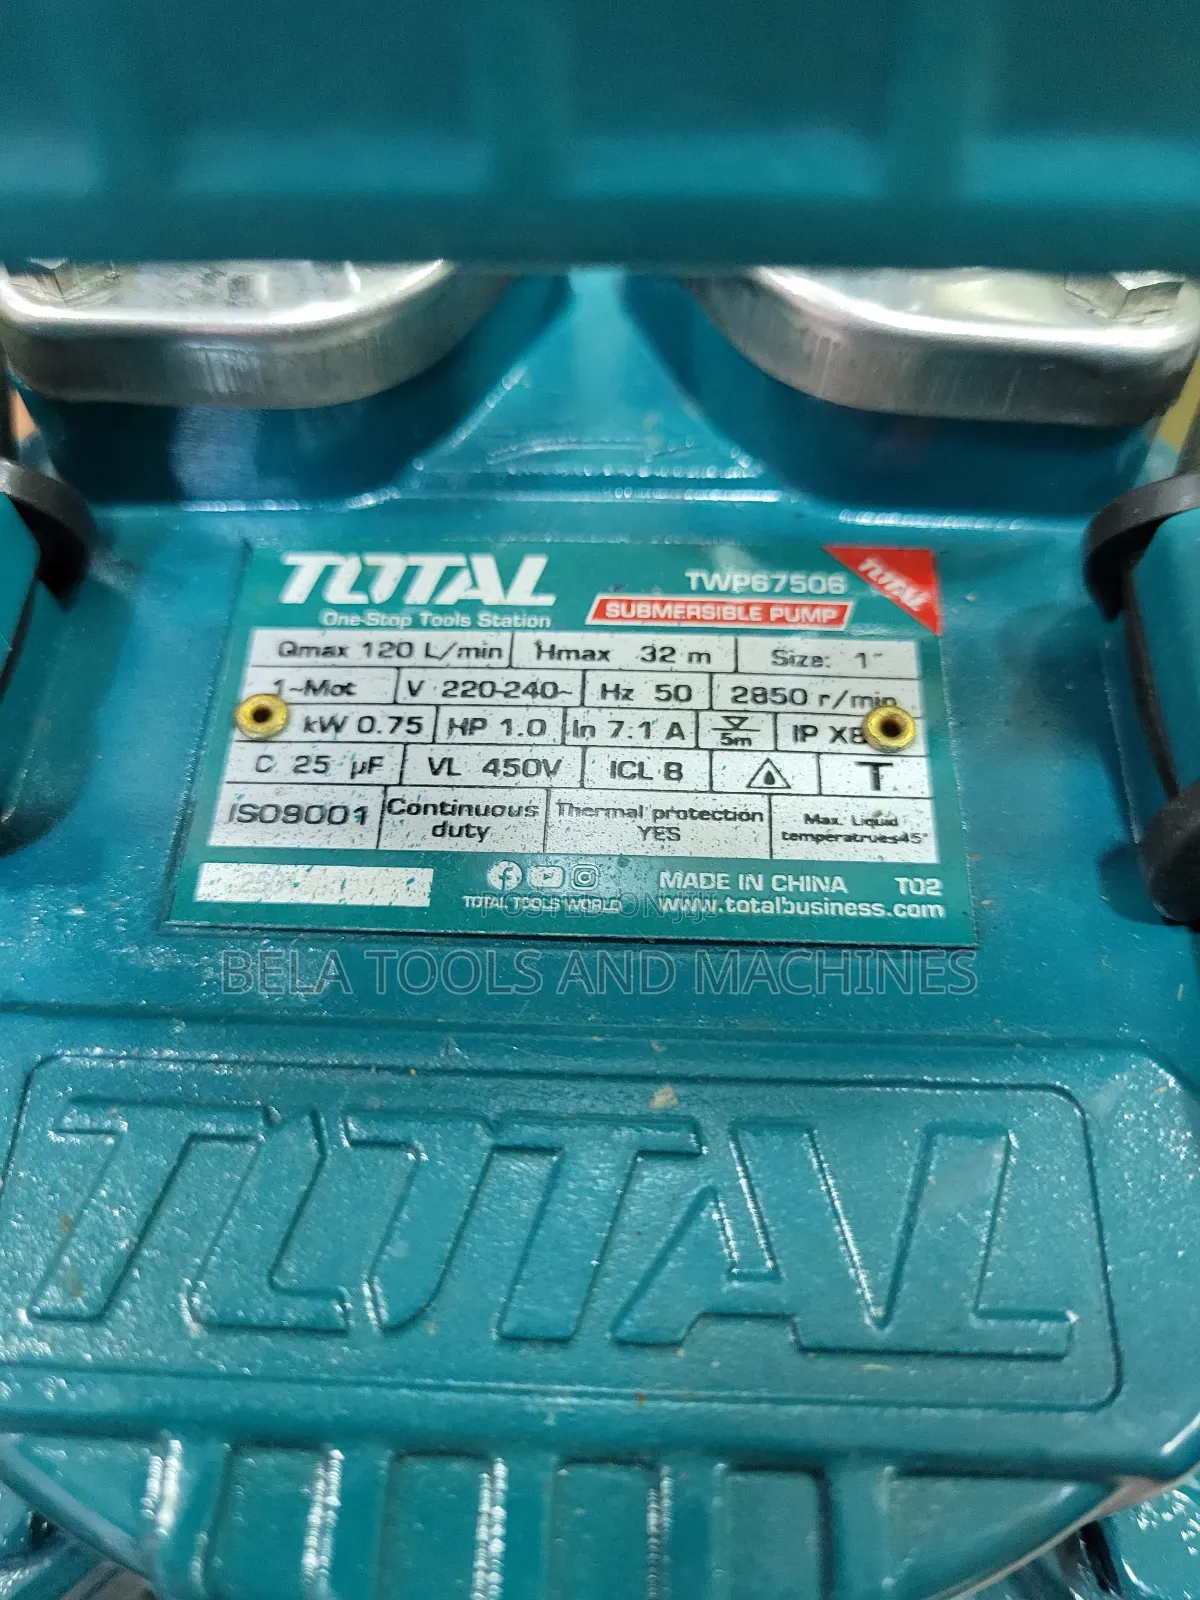 TOTAL
One-Stop Tools Station
TWP67506
SUBMERSIBLE PUMP
TOTAL
Qmax 120 L/min Hmax 32 m Size: 1"
1~Mot V 220-240~ Hz 50 2850 r/min
kW 0.75 HP 1.0 In 7.1 A 5m IP X8
C 25 µF VL 450V ICL B T
ISO9001 Continuous duty Thermal protection YES Max. Liquid temperatrues45°
TOTAL TOOLS WORLD
MADE IN CHINA T02
www.totalbusiness.com
POSTED ON JIJI
BELA TOOLS AND MACHINES
TOTAL